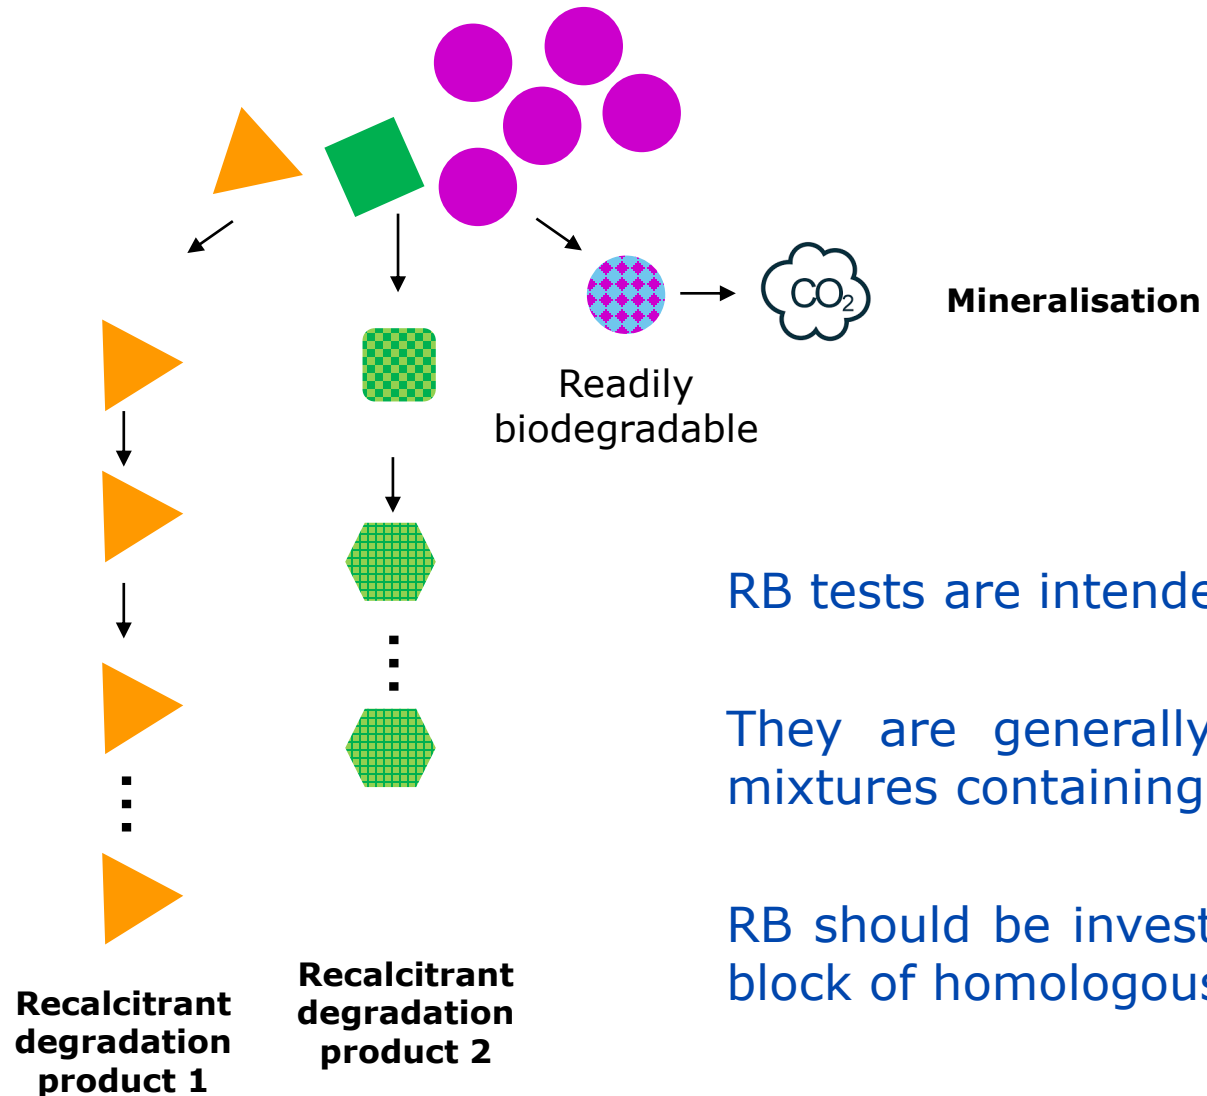 CO₂
Mineralisation
Readily
biodegradable
RB tests are intende
They are generally
mixtures containing
RB should be invest
block of homologous
Recalcitrant
degradation
product 1
Recalcitrant
degradation
product 2